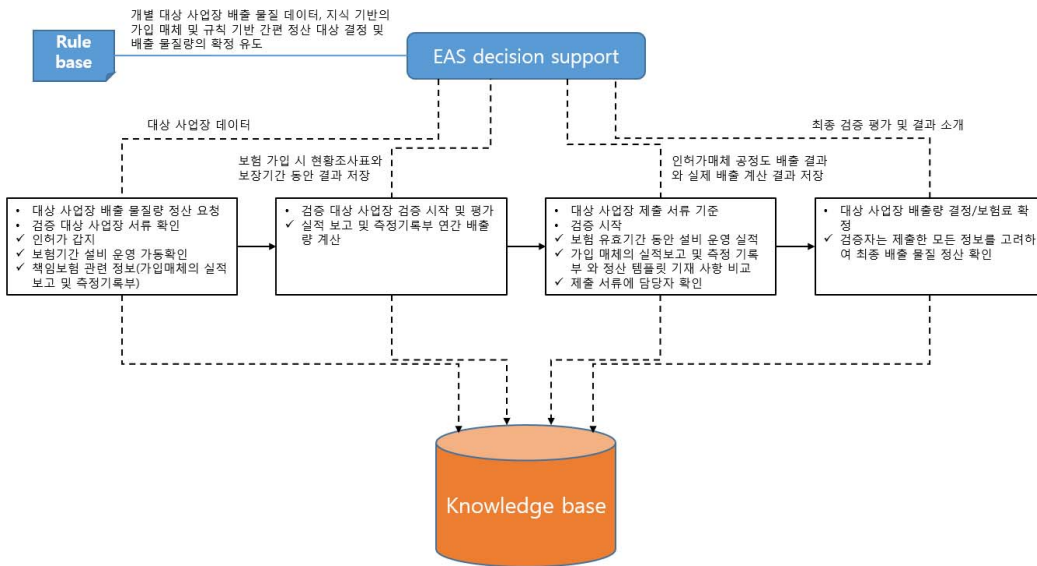 개별 대상 사업장 배출 물질 데이터, 지식 기반의
가입 매체 및 규칙 기반 간편 정산 대상 결정 및
배출 물질량의 확정 유도
Rule
base
EAS decision support
대상 사업장 데이터
최종 검증 평가 및 결과 소개
보험 가입 시 현황조사표와
보장기간 동안 결과 저장
인허가매체 공정도 배출 결과
와 실제 배출 계산 결과 저장
• 대상 사업장 배출 물질량 정산 요청
• 검증 대상 사업장 서류 확인
✓ 인허가 갑지
✓ 보험기간 설비 운영 가동확인
✓ 책임보험 관련 정보(가입매체의 실적
보고 및 측정기록부)
• 검증 대상 사업장 검증 시작 및 평가
✓ 실적 보고 및 측정기록부 연간 배출
량 계산
• 대상 사업장 제출 서류 기준
• 검증 시작
✓ 보험 유효기간 동안 설비 운영 실적
✓ 가입 매체의 실적보고 및 측정 기록
부 와 정산 템플릿 기재 사항 비교
✓ 제출 서류에 담당자 확인
• 대상 사업장 배출량 결정/보험료 확
정
✓ 검증자는 제출한 모든 정보를 고려하
여 최종 배출 물질 정산 확인
Knowledge base